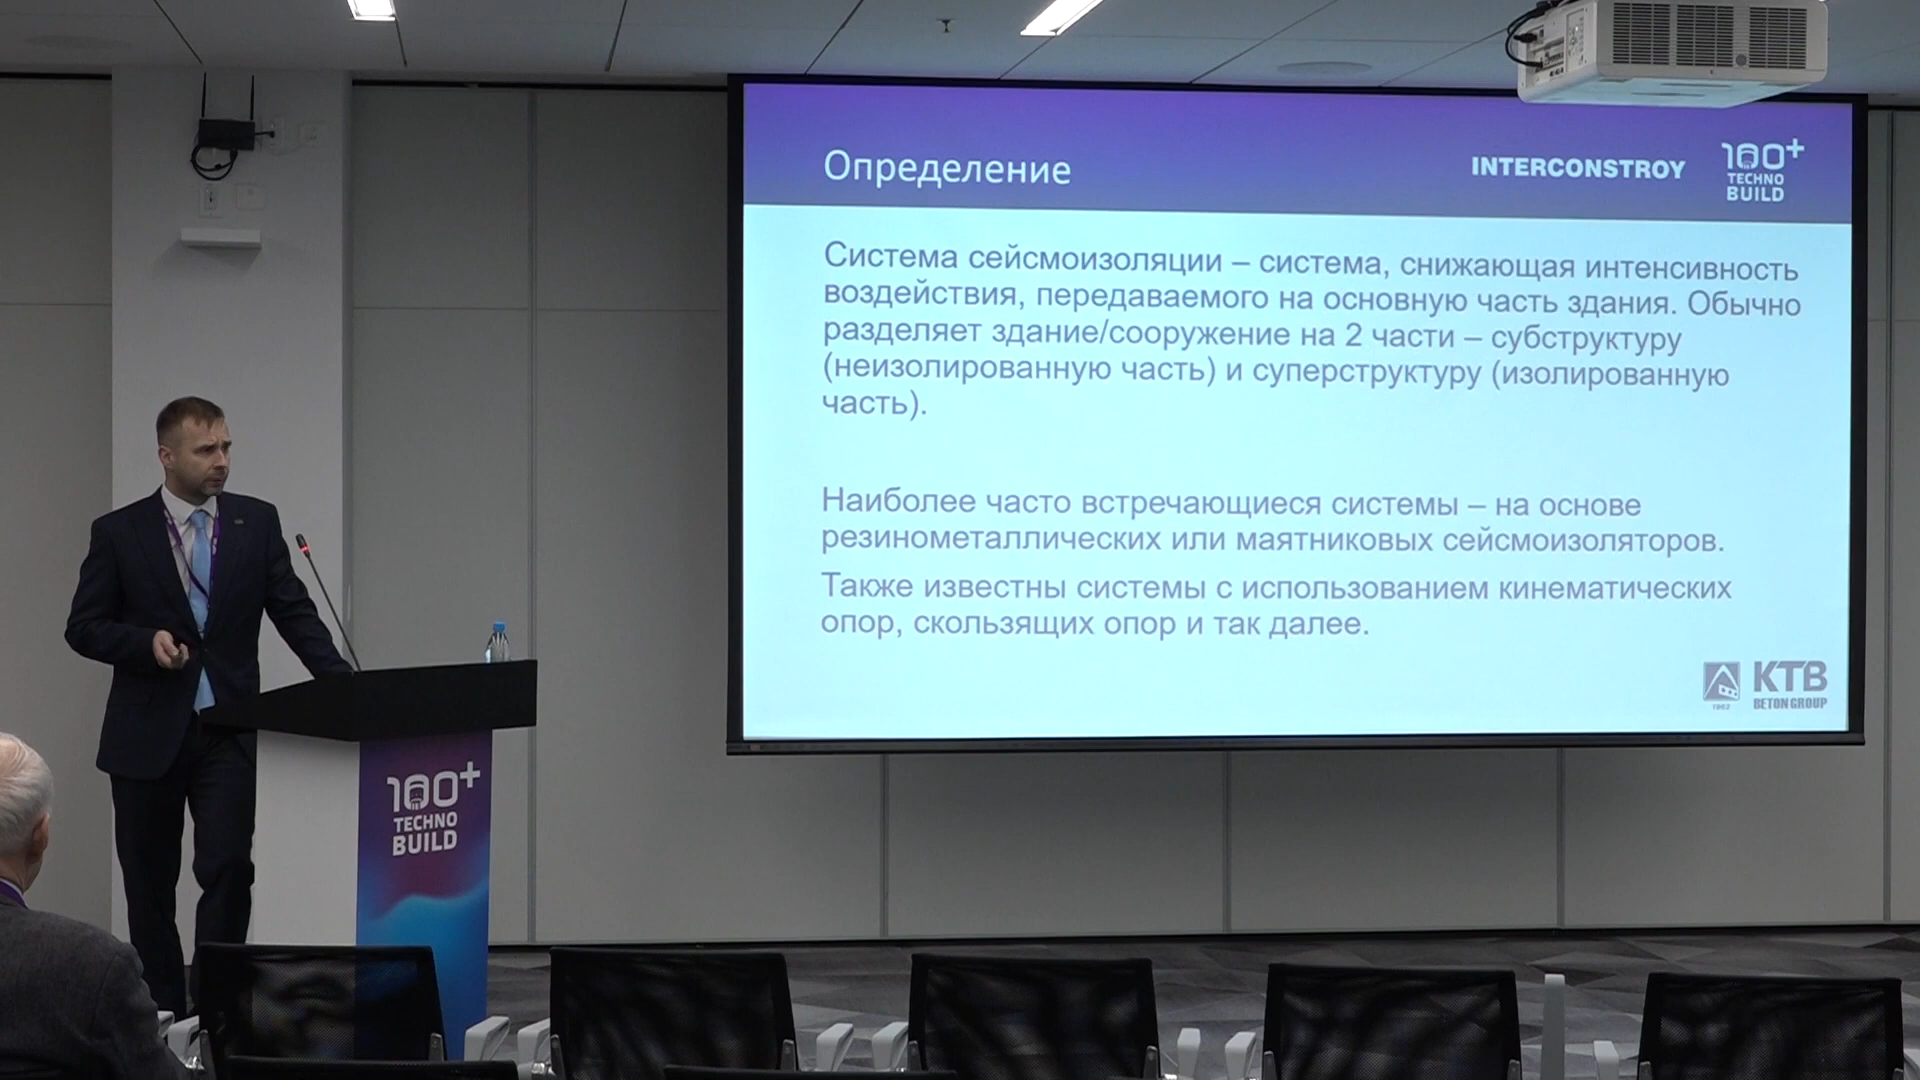 Определение
INTERCONSTROY
100+
TECHNO
BUILD
Система сейсмоизоляции – система, снижающая интенсивность
воздействия, передаваемого на основную часть здания. Обычно
разделяет здание/сооружение на 2 части – субструктуру
(неизолированную часть) и суперструктуру (изолированную
часть).
Наиболее часто встречающиеся системы – на основе
резинометаллических или маятниковых сейсмоизоляторов.
Также известны системы с использованием кинематических
опор, скользящих опор и так далее.
1962
КТВ
BETON GROUP
100+
TECHNO
BUILD